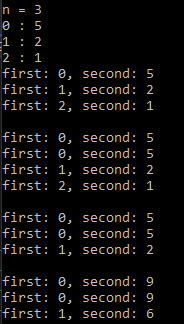 n = 3
0 : 5
1 : 2
2 : 1
first: 0, second: 5
first: 1, second: 2
first: 2, second: 1

first: 0, second: 5
first: 0, second: 5
first: 1, second: 2
first: 2, second: 1

first: 0, second: 5
first: 0, second: 5
first: 1, second: 2

first: 0, second: 9
first: 0, second: 9
first: 1, second: 6